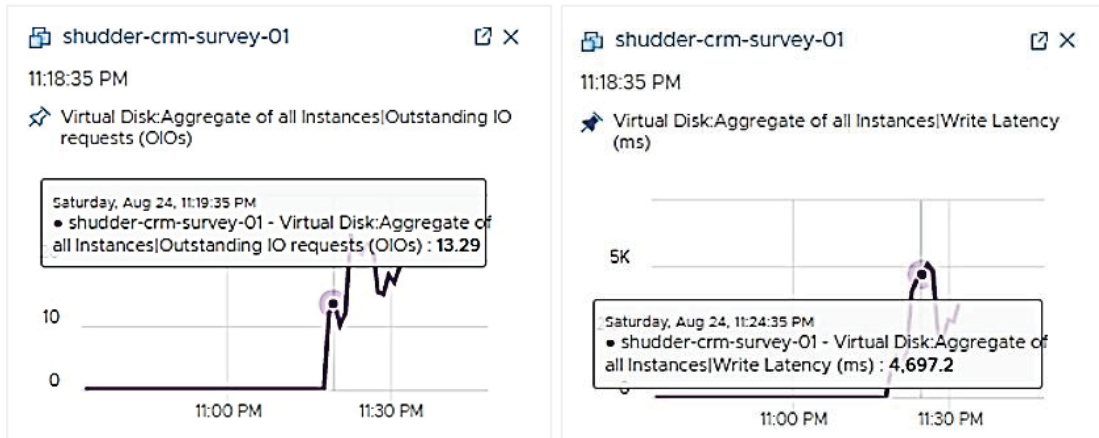 shudder-crm-survey-01
11:18:35 PM
Virtual Disk:Aggregate of all Instances|Outstanding IO
requests (OIOs)
Saturday, Aug 24, 11:19:35 PM
• shudder-crm-survey-01 - Virtual Disk:Aggregate of
all Instances|Outstanding IO requests (OIOs) : 13.29
10
0
11:00 PM
11:30 PM
shudder-crm-survey-01
11:18:35 PM
Virtual Disk:Aggregate of all Instances|Write Latency
(ms)
5K
Saturday, Aug 24, 11:24:35 PM
• shudder-crm-survey-01 - Virtual Disk:Aggregate of
all Instances|Write Latency (ms) : 4,697.2
0
11:00 PM
11:30 PM